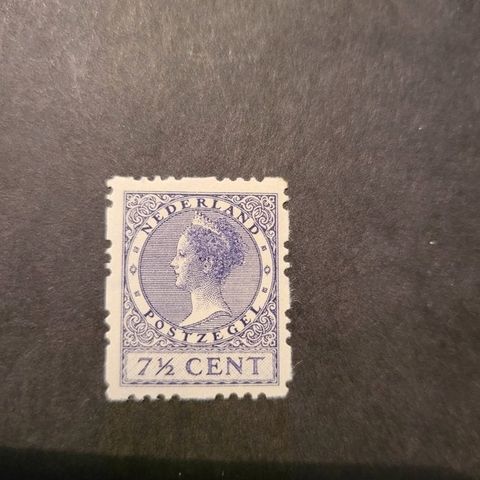 NEDERLAND
POSTZEGEL
7½ CENT